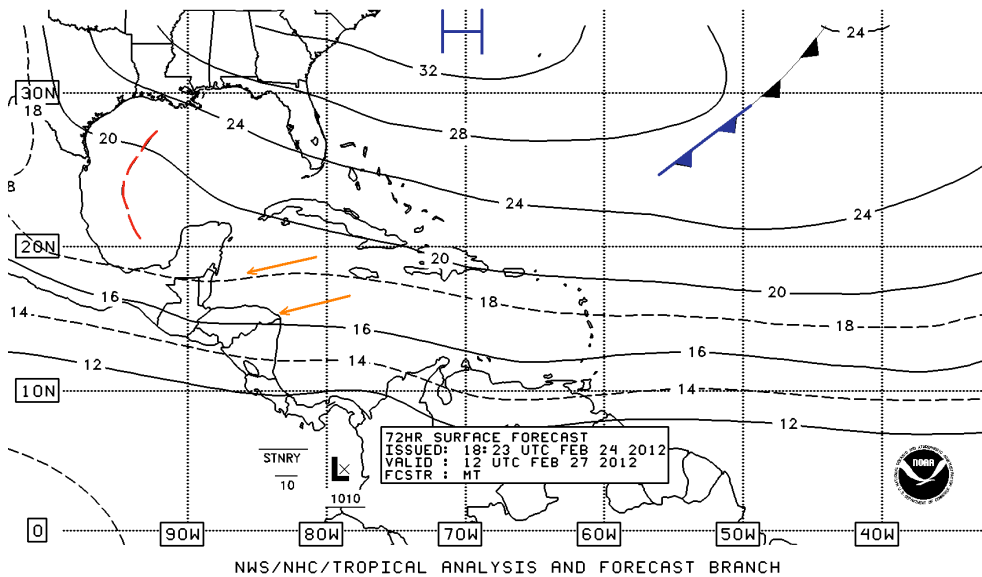 24
H
32
30N
18
24
20
28
8
24
24
20N
20
18
20
16
14
16
18
16
12
14
14
10N
12
72HR SURFACE FORECAST
ISSUED: 18:23 UTC FEB 24 2012
VALID : 12 UTC FEB 27 2012
FCSTR : MT
STNRY
10
L
1010
NOAA
0
90W
80W
70W
60W
50W
40W
NWS/NHC/TROPICAL ANALYSIS AND FORECAST BRANCH